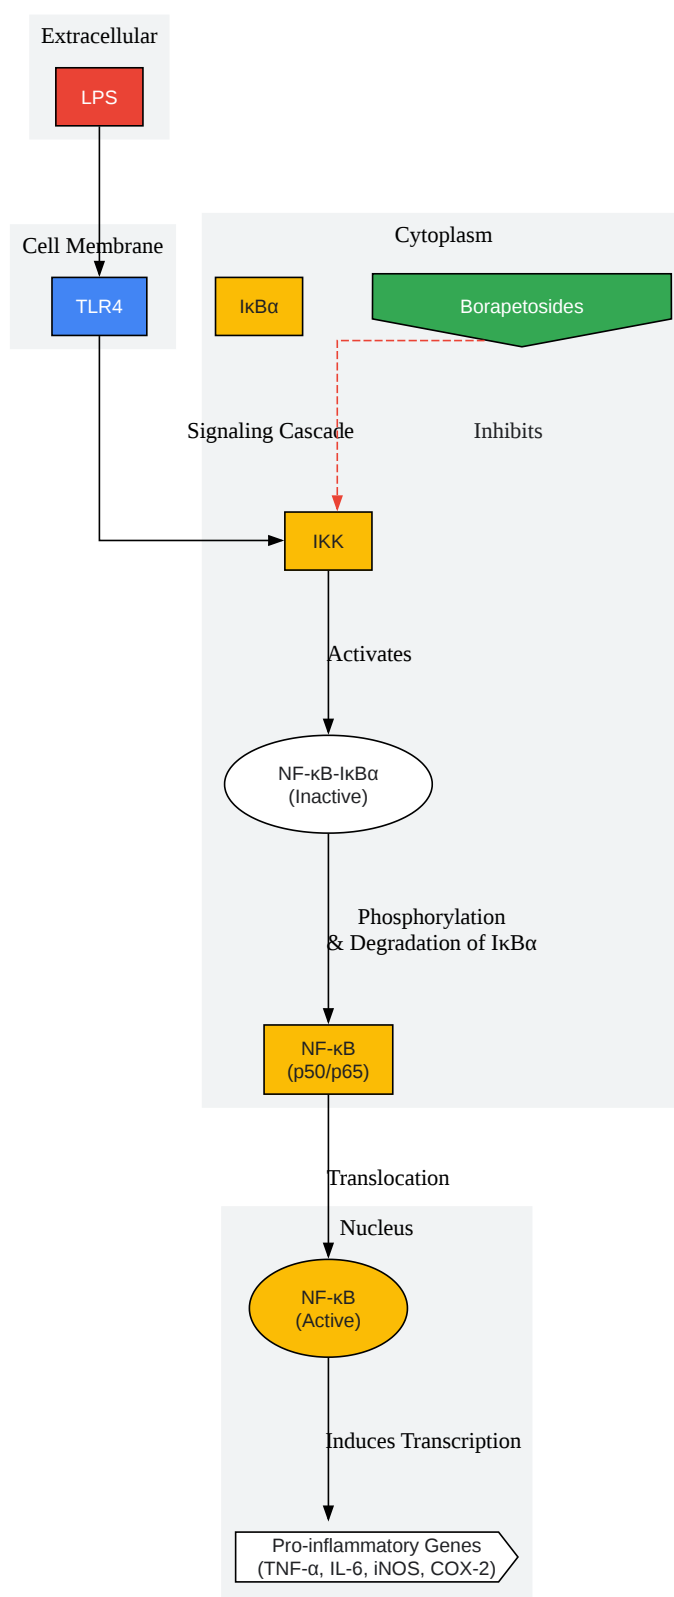 Extracellular
LPS
Cell Membrane
TLR4
Cytoplasm
IκBα
Borapetosides
Signaling Cascade
Inhibits
IKK
Activates
NF-κB-IκBα
(Inactive)
Phosphorylation
& Degradation of IκBα
NF-κB
(p50/p65)
Translocation
Nucleus
NF-κB
(Active)
Induces Transcription
Pro-inflammatory Genes
(TNF-α, IL-6, iNOS, COX-2)